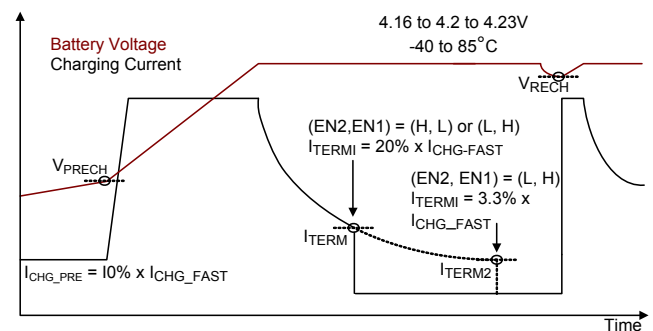 4.16 to 4.2 to 4.23V
-40 to 85°C
Battery Voltage
Charging Current
VRECH
(EN2,EN1) = (H, L) or (L, H)
ITERMI = 20% x ICHG-FAST
VPRECH
(EN2, EN1) = (L, H)
ITERMI = 3.3% x
ICHG_FAST
ITERM
ITERM2
ICHG_PRE = I0% x ICHG_FAST
Time